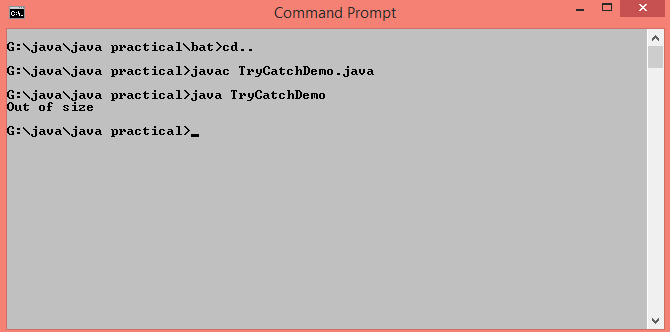 Command Prompt
G:\java\java practical\bat>cd..
G:\java\java practical>javac TryCatchDemo.java
G:\java\java practical>java TryCatchDemo
Out of size
G:\java\java practical>